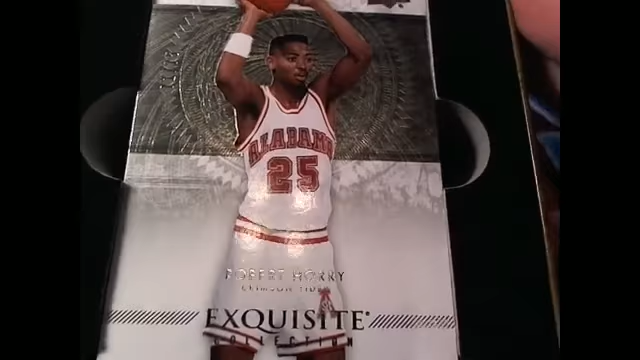 ALABAMA
25
ROBERT HORRY
CRIMSON TIDE
EXQUISITE
COLLECTION